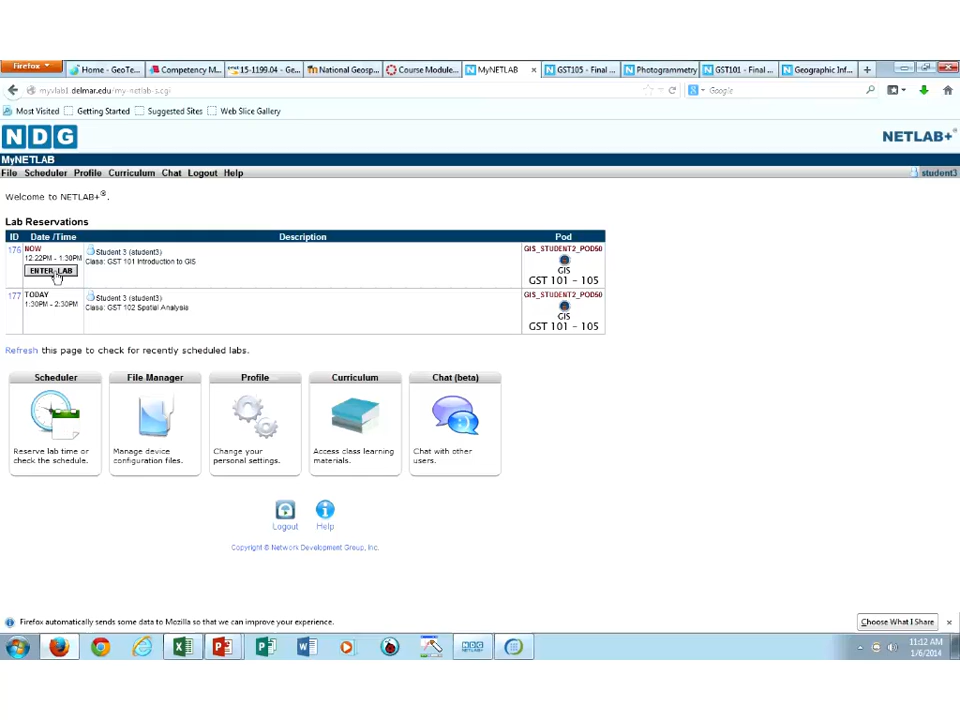 Firefox
Home - GeoTe...
Competency M...
15-1199.04 - Ge...
National Geosp...
Course Module...
MyNETLAB
GST105 - Final ...
Photogrammetry
GST101 - Final ...
Geographic Inf...
myvlab1.delmar.edu/my-netlab-s.cgi
Google
Most Visited
Getting Started
Suggested Sites
Web Slice Gallery
NDG
NETLAB+®
MyNETLAB
File Scheduler Profile Curriculum Chat Logout Help
student3
Welcome to NETLAB+®.
Lab Reservations
ID Date /Time Description Pod
176 NOW
12:22PM - 1:30PM
ENTER LAB
Student 3 (student3)
Class: GST 101 Introduction to GIS
GIS_STUDENT2_POD50
GIS
GST 101 - 105
177 TODAY
1:30PM - 2:30PM
Student 3 (student3)
Class: GST 102 Spatial Analysis
GIS_STUDENT2_POD50
GIS
GST 101 - 105
Refresh this page to check for recently scheduled labs.
Scheduler
Reserve lab time or
check the schedule.
File Manager
Manage device
configuration files.
Profile
Change your
personal settings.
Curriculum
Access class learning
materials.
Chat (beta)
Chat with other
users.
Logout
Help
Copyright © Network Development Group, Inc.
Firefox automatically sends some data to Mozilla so that we can improve your experience.
Choose What I Share
NDG
NETLAB+
11:12 AM
1/6/2014